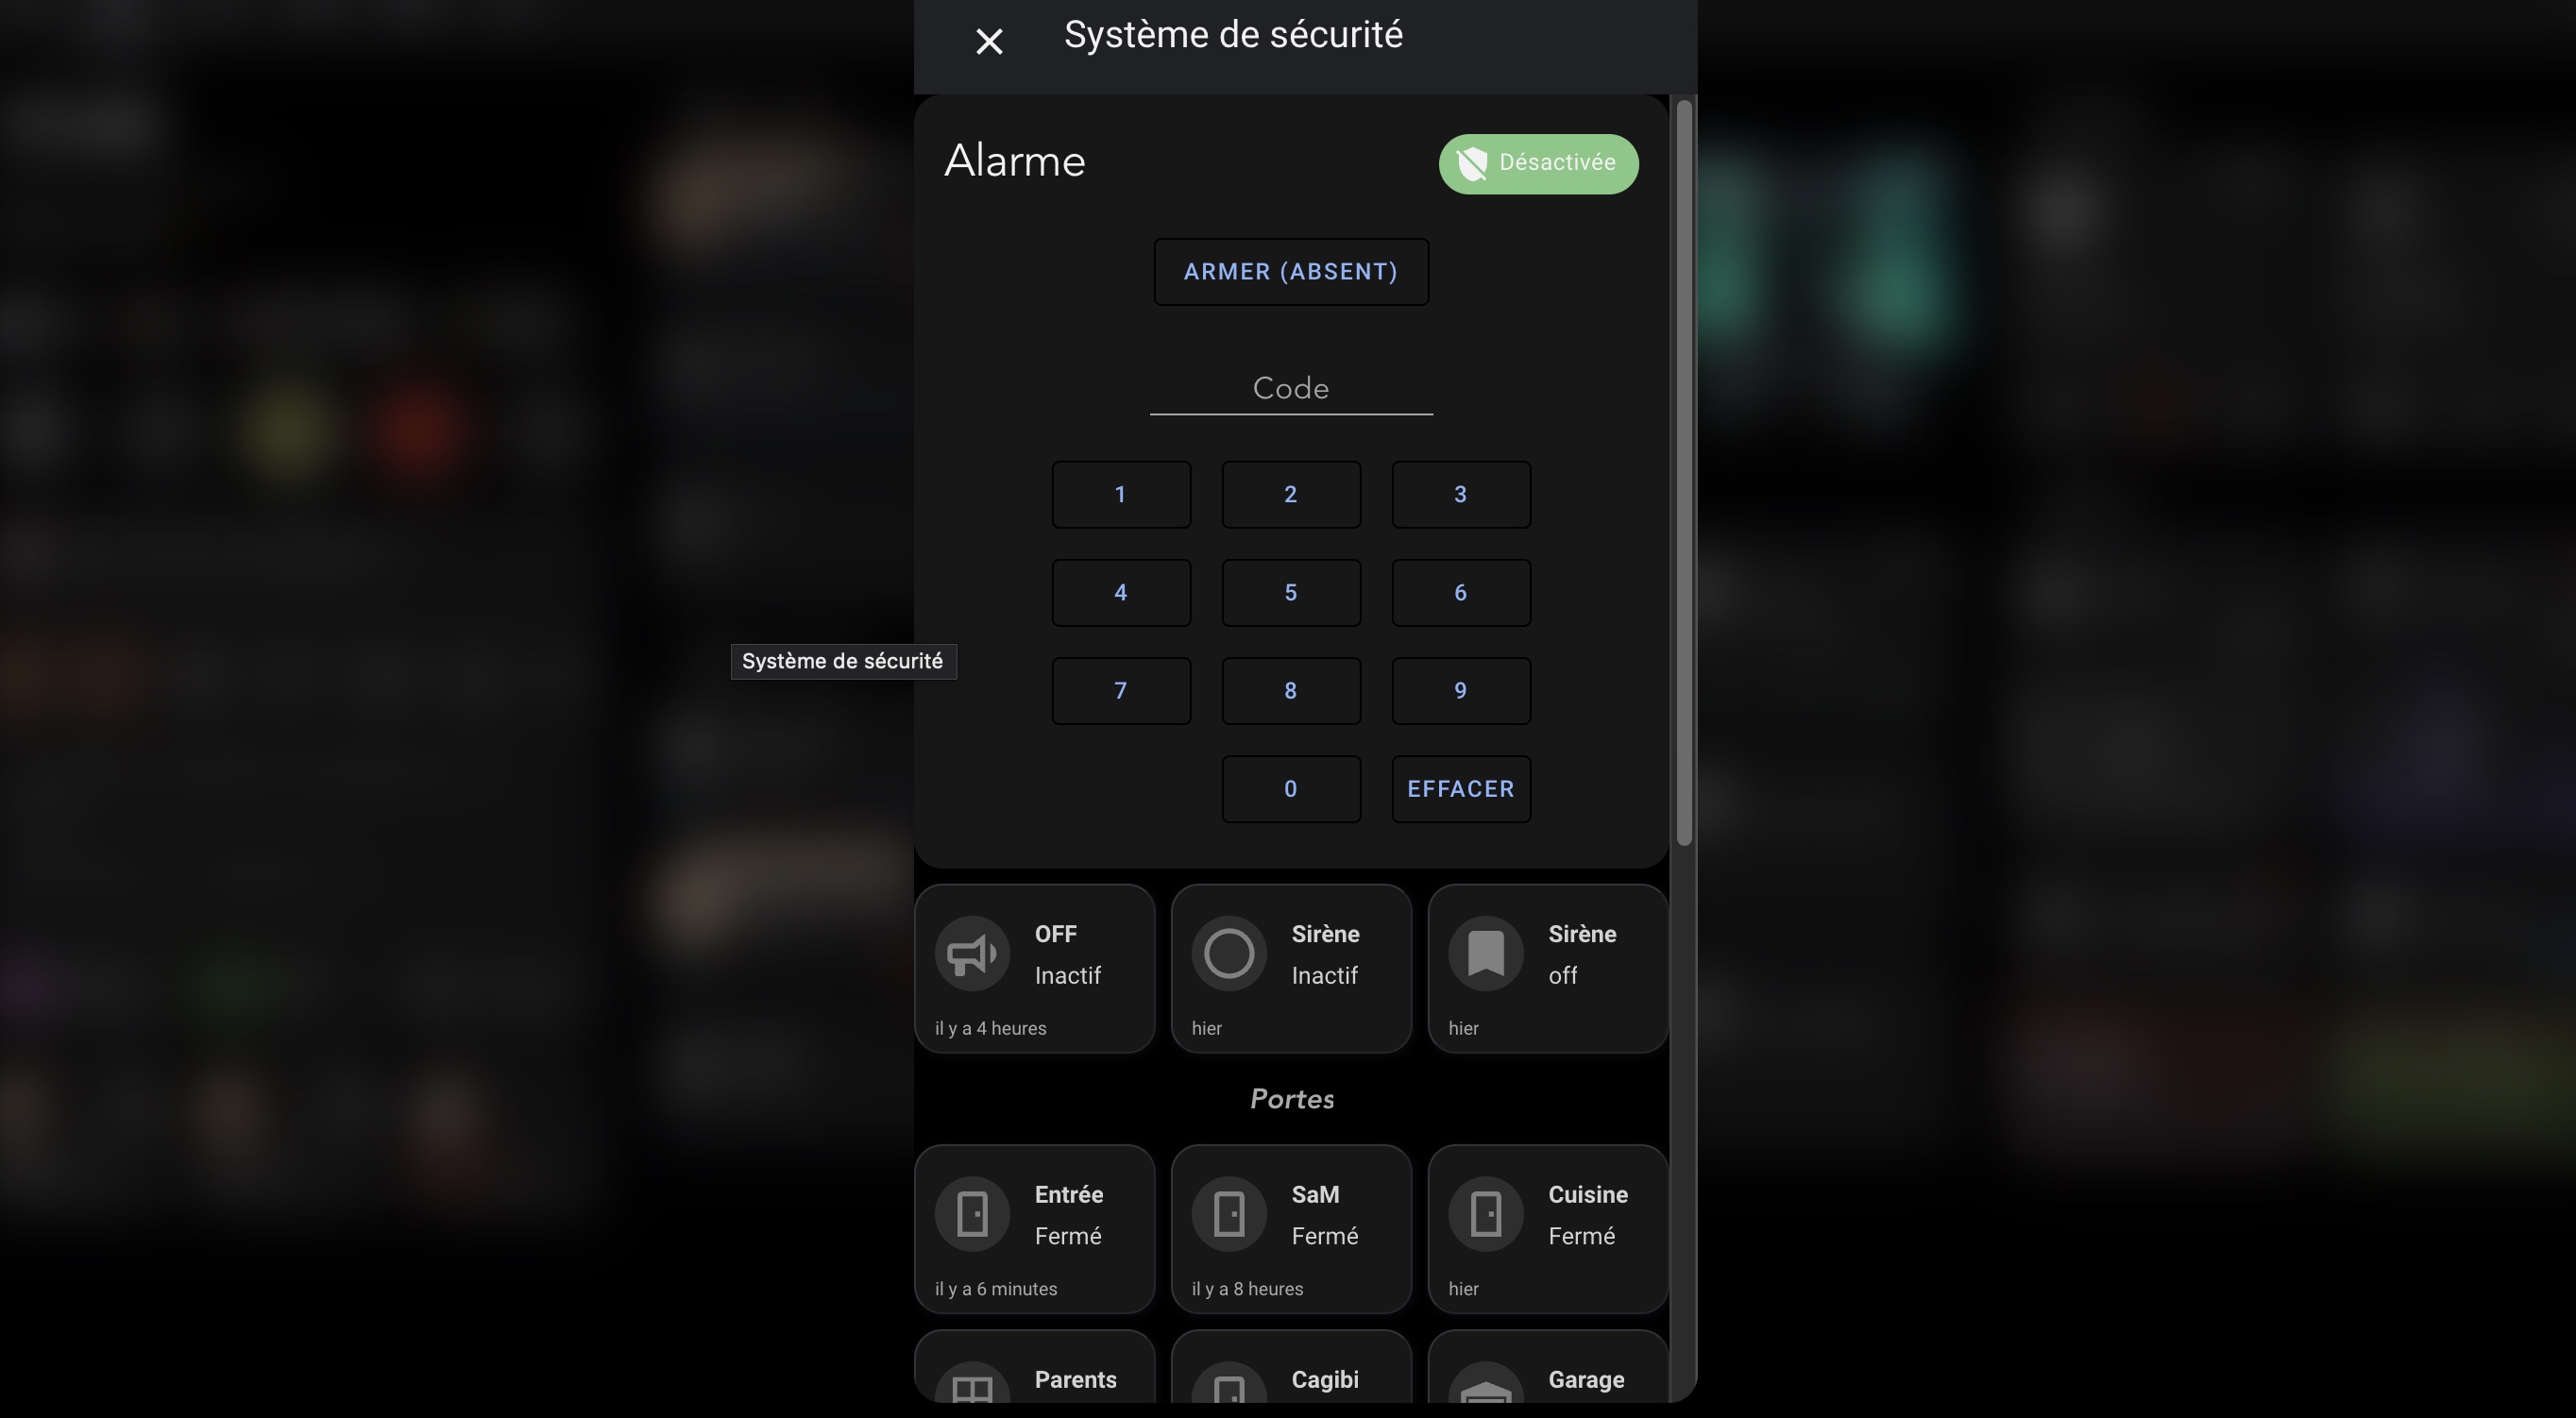 Système de sécurité
Alarme
Désactivée
ARMER (ABSENT)
Code
1 2 3
4 5 6
Système de sécurité
7 8 9
0 EFFACER
OFF
Inactif
il y a 4 heures
Sirène
Inactif
hier
Sirène
off
hier
Portes
Entrée
Fermé
il y a 6 minutes
SaM
Fermé
il y a 8 heures
Cuisine
Fermé
hier
Parents
Cagibi
Garage